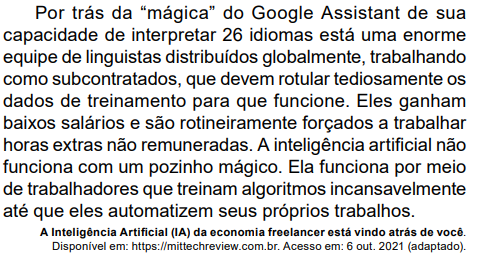 Por trás da “mágica” do Google Assistant de sua
capacidade de interpretar 26 idiomas está uma enorme
equipe de linguistas distribuídos globalmente, trabalhando
como subcontratados, que devem rotular tediosamente os
dados de treinamento para que funcione. Eles ganham
baixos salários e são rotineiramente forçados a trabalhar
horas extras não remuneradas. A inteligência artificial não
funciona com um pozinho mágico. Ela funciona por meio
de trabalhadores que treinam algoritmos incansavelmente
até que eles automatizem seus próprios trabalhos.
A Inteligência Artificial (IA) da economia freelancer está vindo atrás de você.
Disponível em: https://mittechreview.com.br. Acesso em: 6 out. 2021 (adaptado).